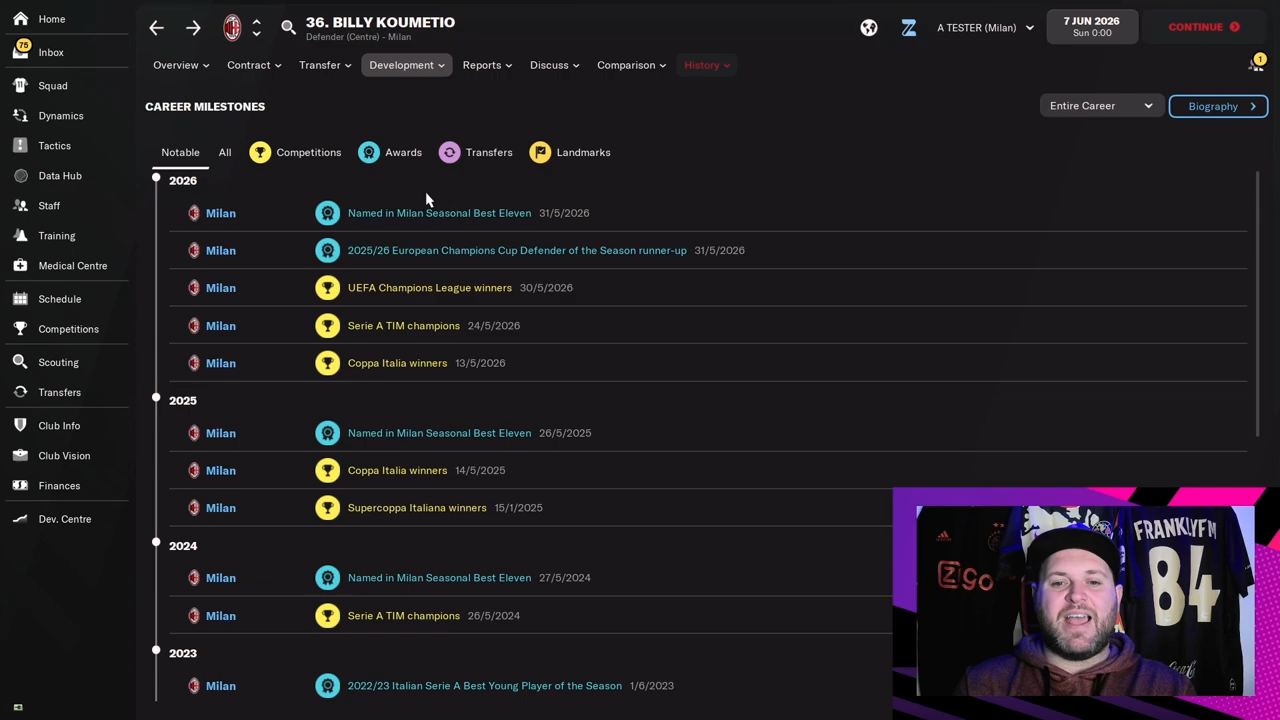 Home
75
Inbox
Squad
Dynamics
Tactics
Data Hub
Staff
Training
Medical Centre
Schedule
Competitions
Scouting
Transfers
Club Info
Club Vision
Finances
Dev. Centre
36. BILLY KOUMETIO
Defender (Centre) - Milan
A TESTER (Milan)
7 JUN 2026
Sun 0:00
CONTINUE
Overview
Contract
Transfer
Development
Reports
Discuss
Comparison
History
1
CAREER MILESTONES
Entire Career
Biography
Notable
All
Competitions
Awards
Transfers
Landmarks
2026
Milan Named in Milan Seasonal Best Eleven 31/5/2026
Milan 2025/26 European Champions Cup Defender of the Season runner-up 31/5/2026
Milan UEFA Champions League winners 30/5/2026
Milan Serie A TIM champions 24/5/2026
Milan Coppa Italia winners 13/5/2026
2025
Milan Named in Milan Seasonal Best Eleven 26/5/2025
Milan Coppa Italia winners 14/5/2025
Milan Supercoppa Italiana winners 15/1/2025
2024
Milan Named in Milan Seasonal Best Eleven 27/5/2024
Milan Serie A TIM champions 26/5/2024
2023
Milan 2022/23 Italian Serie A Best Young Player of the Season 1/6/2023
Ziggo
FRANKLYFM
84